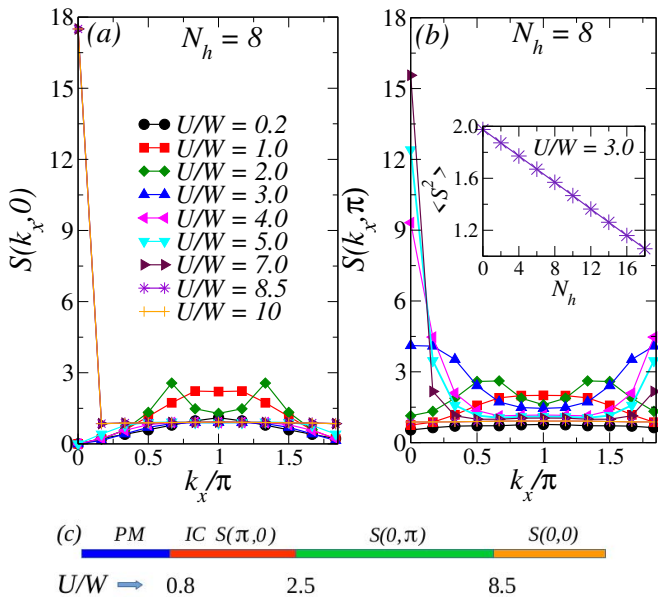 (a) N_h = 8
S(k_x,0)
18
15
12
9
6
3
0
U/W = 0.2
U/W = 1.0
U/W = 2.0
U/W = 3.0
U/W = 4.0
U/W = 5.0
U/W = 7.0
U/W = 8.5
U/W = 10
0 0.5 1 1.5
k_x/π
(b) N_h = 8
S(k_x,π)
18
15
12
9
6
3
0
U/W = 3.0
<S²>
2.0
1.6
1.2
0 4 8 12 16
N_h
0 0.5 1 1.5
k_x/π
(c) PM IC S(π,0) S(0,π) S(0,0)
U/W 0.8 2.5 8.5